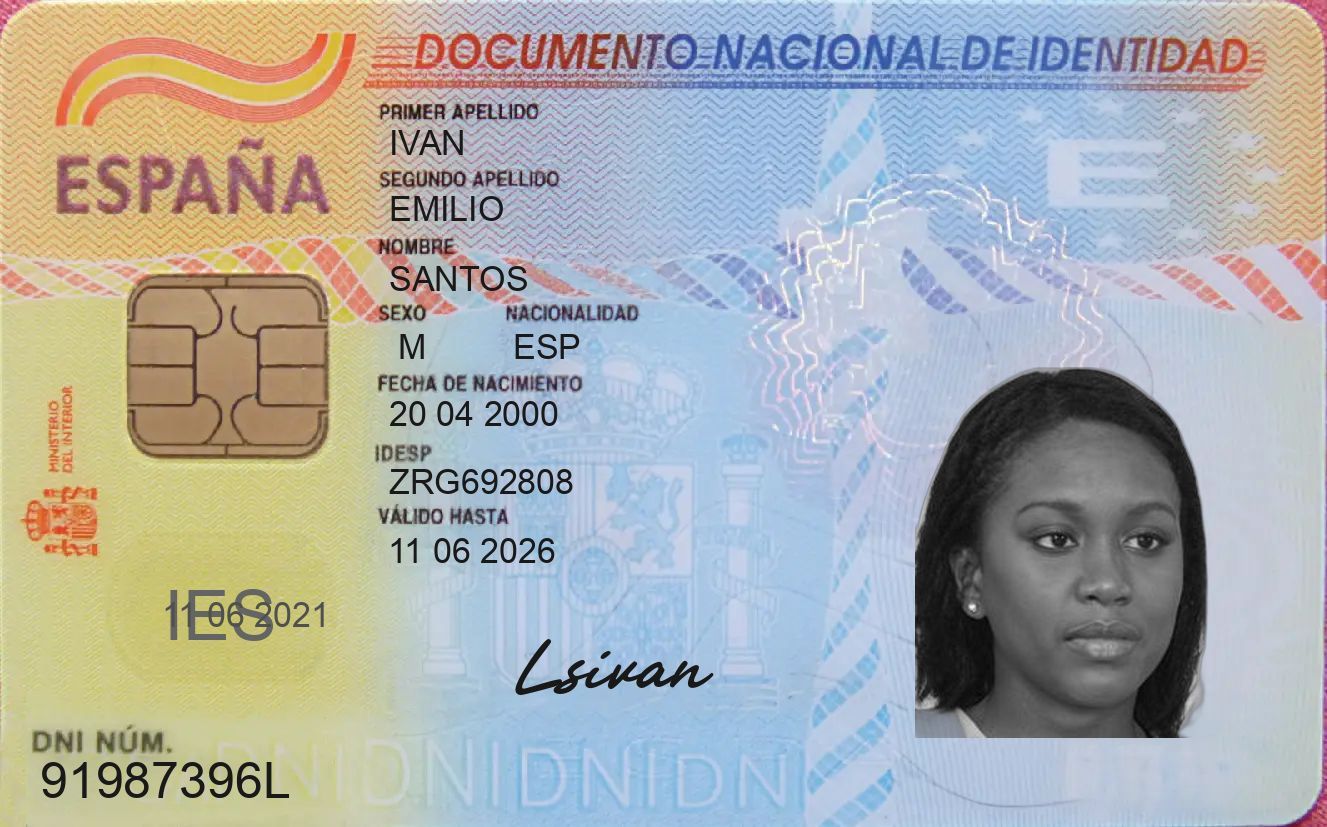 DOCUMENTO NACIONAL DE IDENTIDAD
ESPAÑA
PRIMER APELLIDO
IVAN
SEGUNDO APELLIDO
EMILIO
NOMBRE
SANTOS
SEXO NACIONALIDAD
M ESP
FECHA DE NACIMIENTO
20 04 2000
IDESP
ZRG692808
VÁLIDO HASTA
11 06 2026
MINISTERIO
DEL INTERIOR
E
IES
11 06 2021
Lsivan
DNI NÚM.
91987396L
DNIDNIDNIDNI